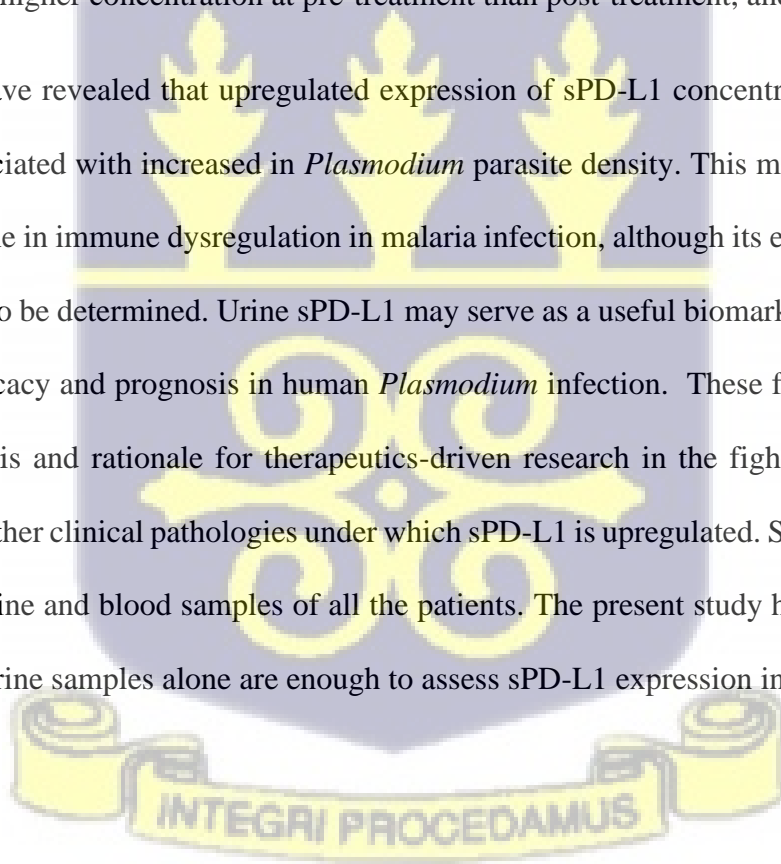 higher concentration at pre-treatment than post-treatment, an
ve revealed that upregulated expression of sPD-L1 concentr
ciated with increased in Plasmodium parasite density. This m
le in immune dysregulation in malaria infection, although its e
o be determined. Urine sPD-L1 may serve as a useful biomark
cacy and prognosis in human Plasmodium infection. These f
is and rationale for therapeutics-driven research in the figh
ther clinical pathologies under which sPD-L1 is upregulated. S
ine and blood samples of all the patients. The present study h
rine samples alone are enough to assess sPD-L1 expression in
INTEGRI PROCEDAMUS